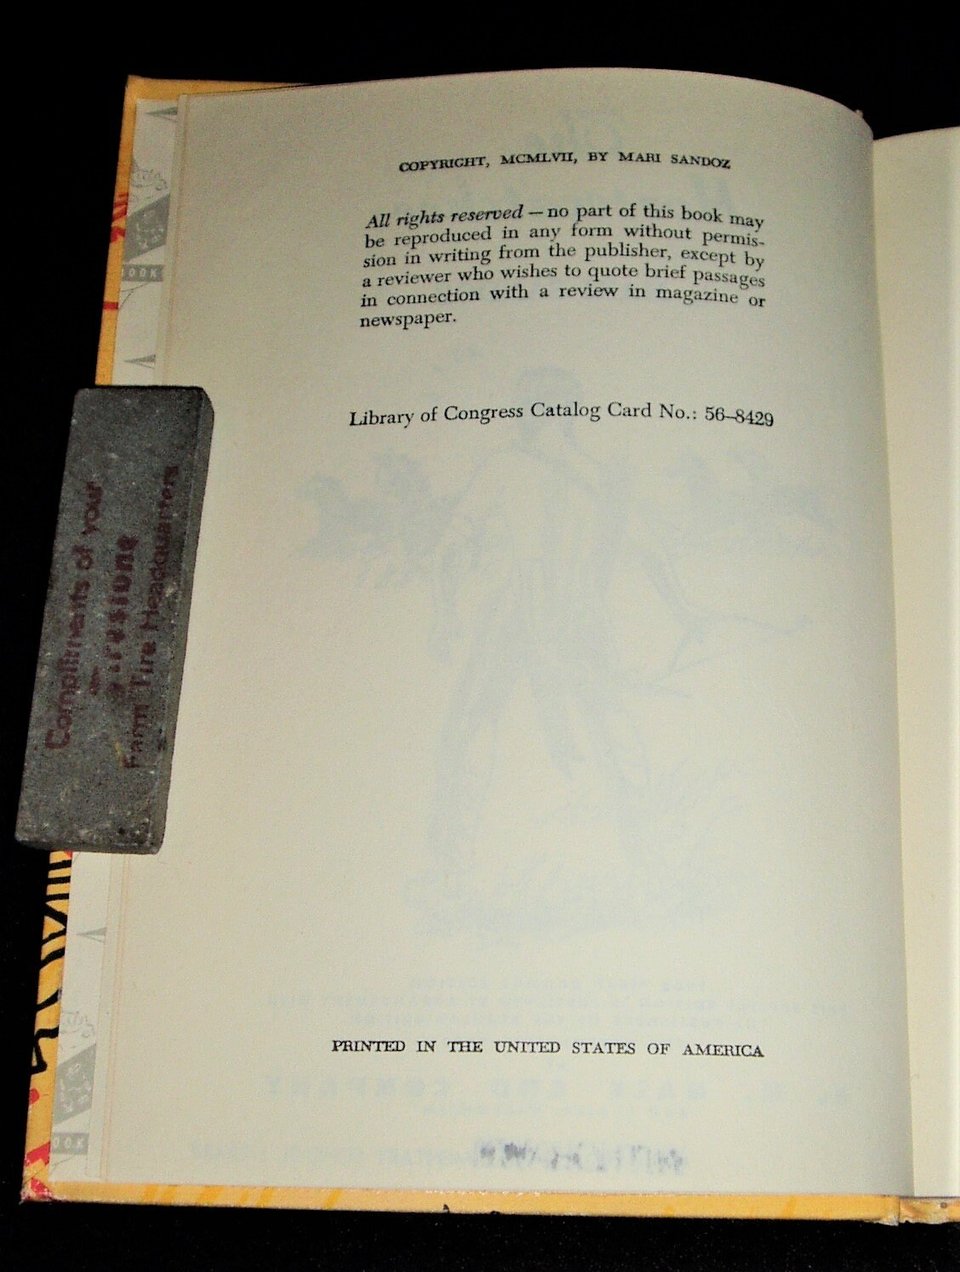 COPYRIGHT, MCMLVII, BY MARI SANDOZ
All rights reserved — no part of this book may
be reproduced in any form without permis-
sion in writing from the publisher, except by
a reviewer who wishes to quote brief passages
in connection with a review in magazine or
newspaper.
Library of Congress Catalog Card No.: 56-8429
Compliments of your
Firestone
Farm Tire Headquarters
PRINTED IN THE UNITED STATES OF AMERICA
BOOK
OOK